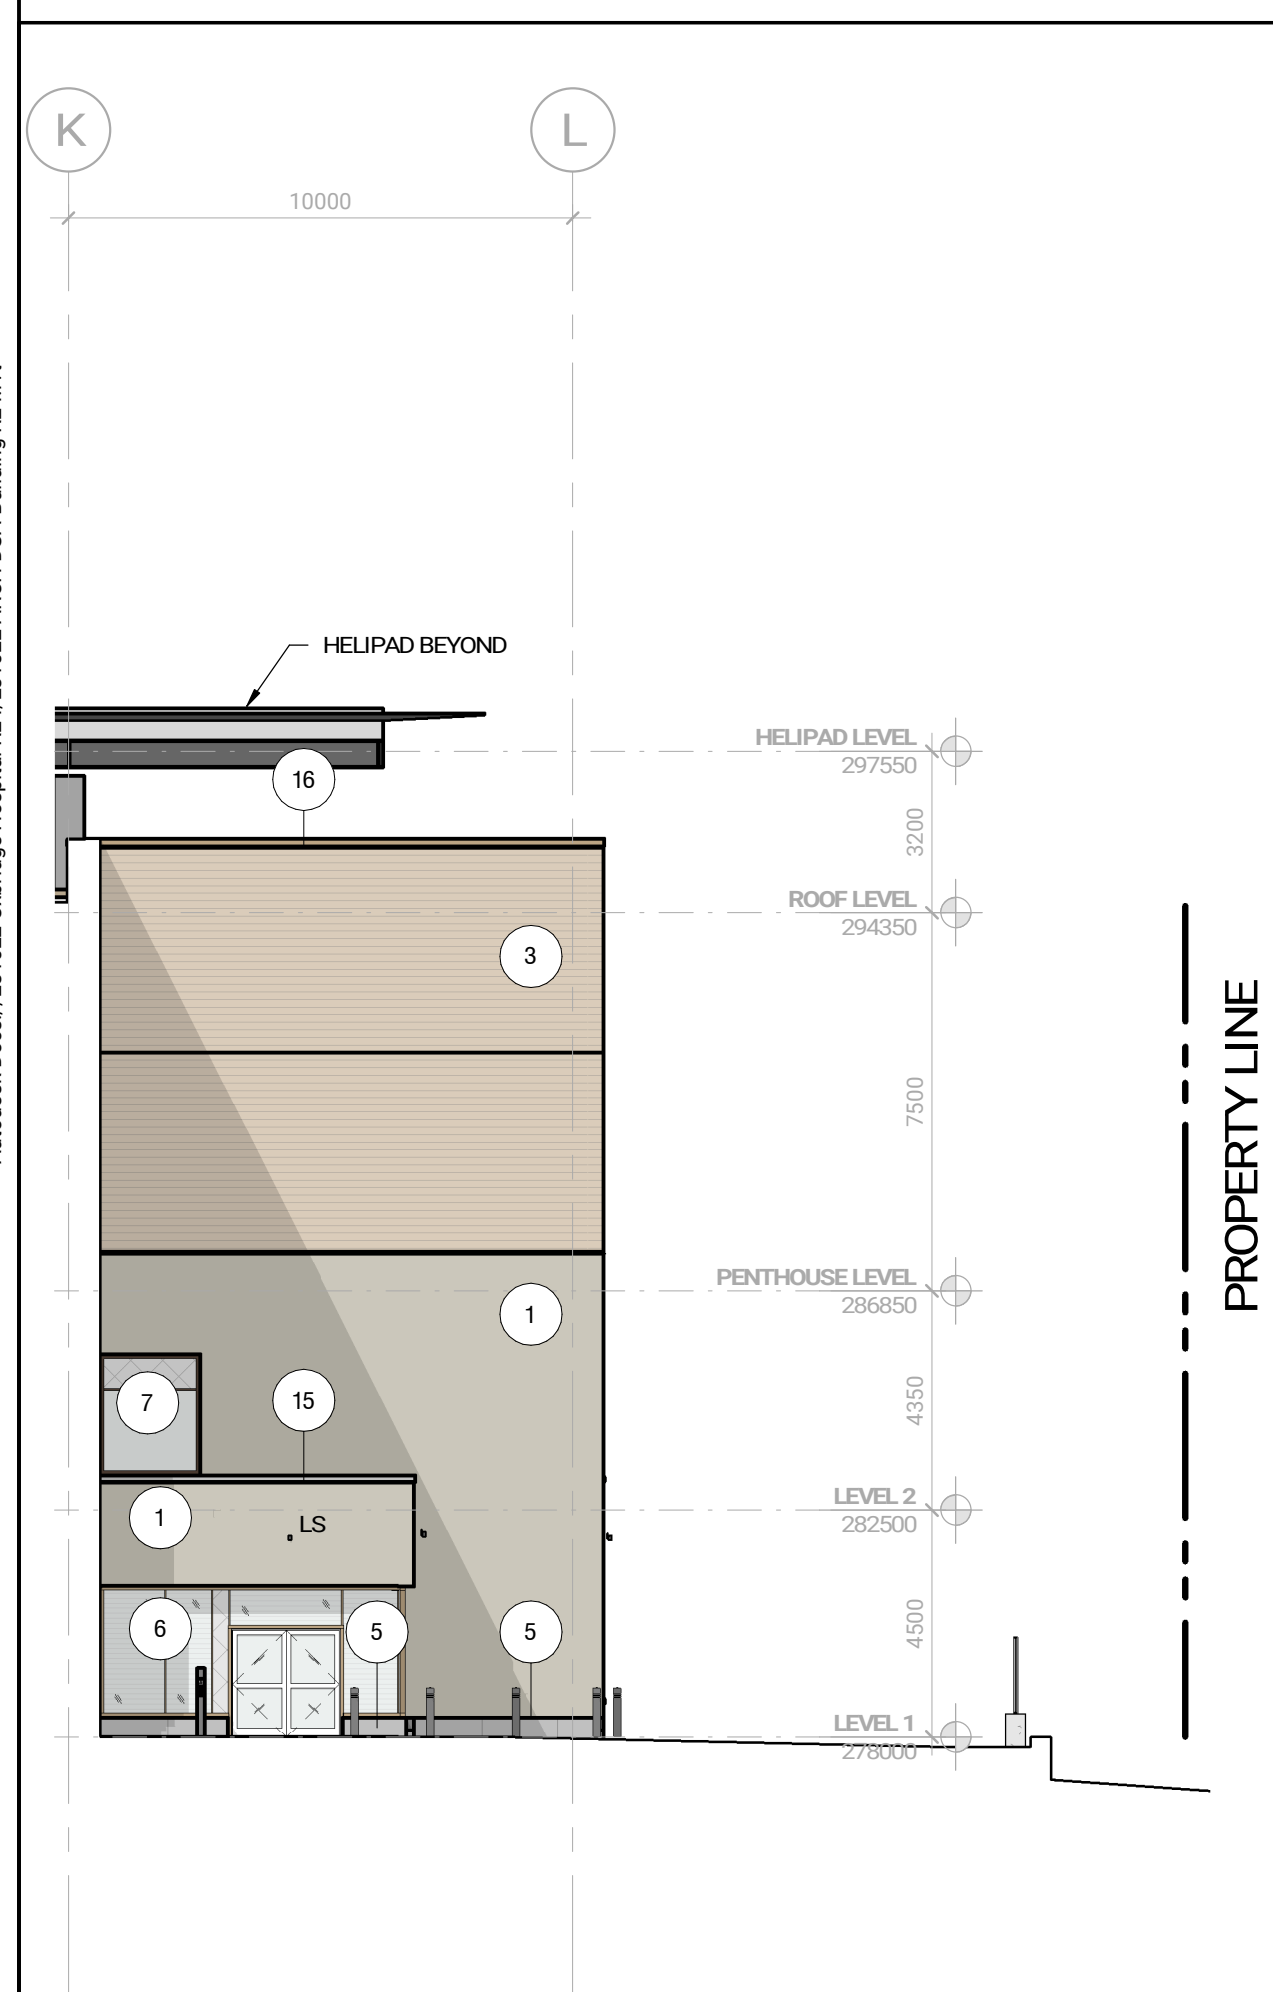 K
L
10000
HELIPAD BEYOND
HELIPAD LEVEL
297550
16
3200
ROOF LEVEL
294350
3
7500
PROPERTY LINE
PENTHOUSE LEVEL
286850
1
7
15
4350
LEVEL 2
282500
1
LS
6
5
5
4500
LEVEL 1
278000